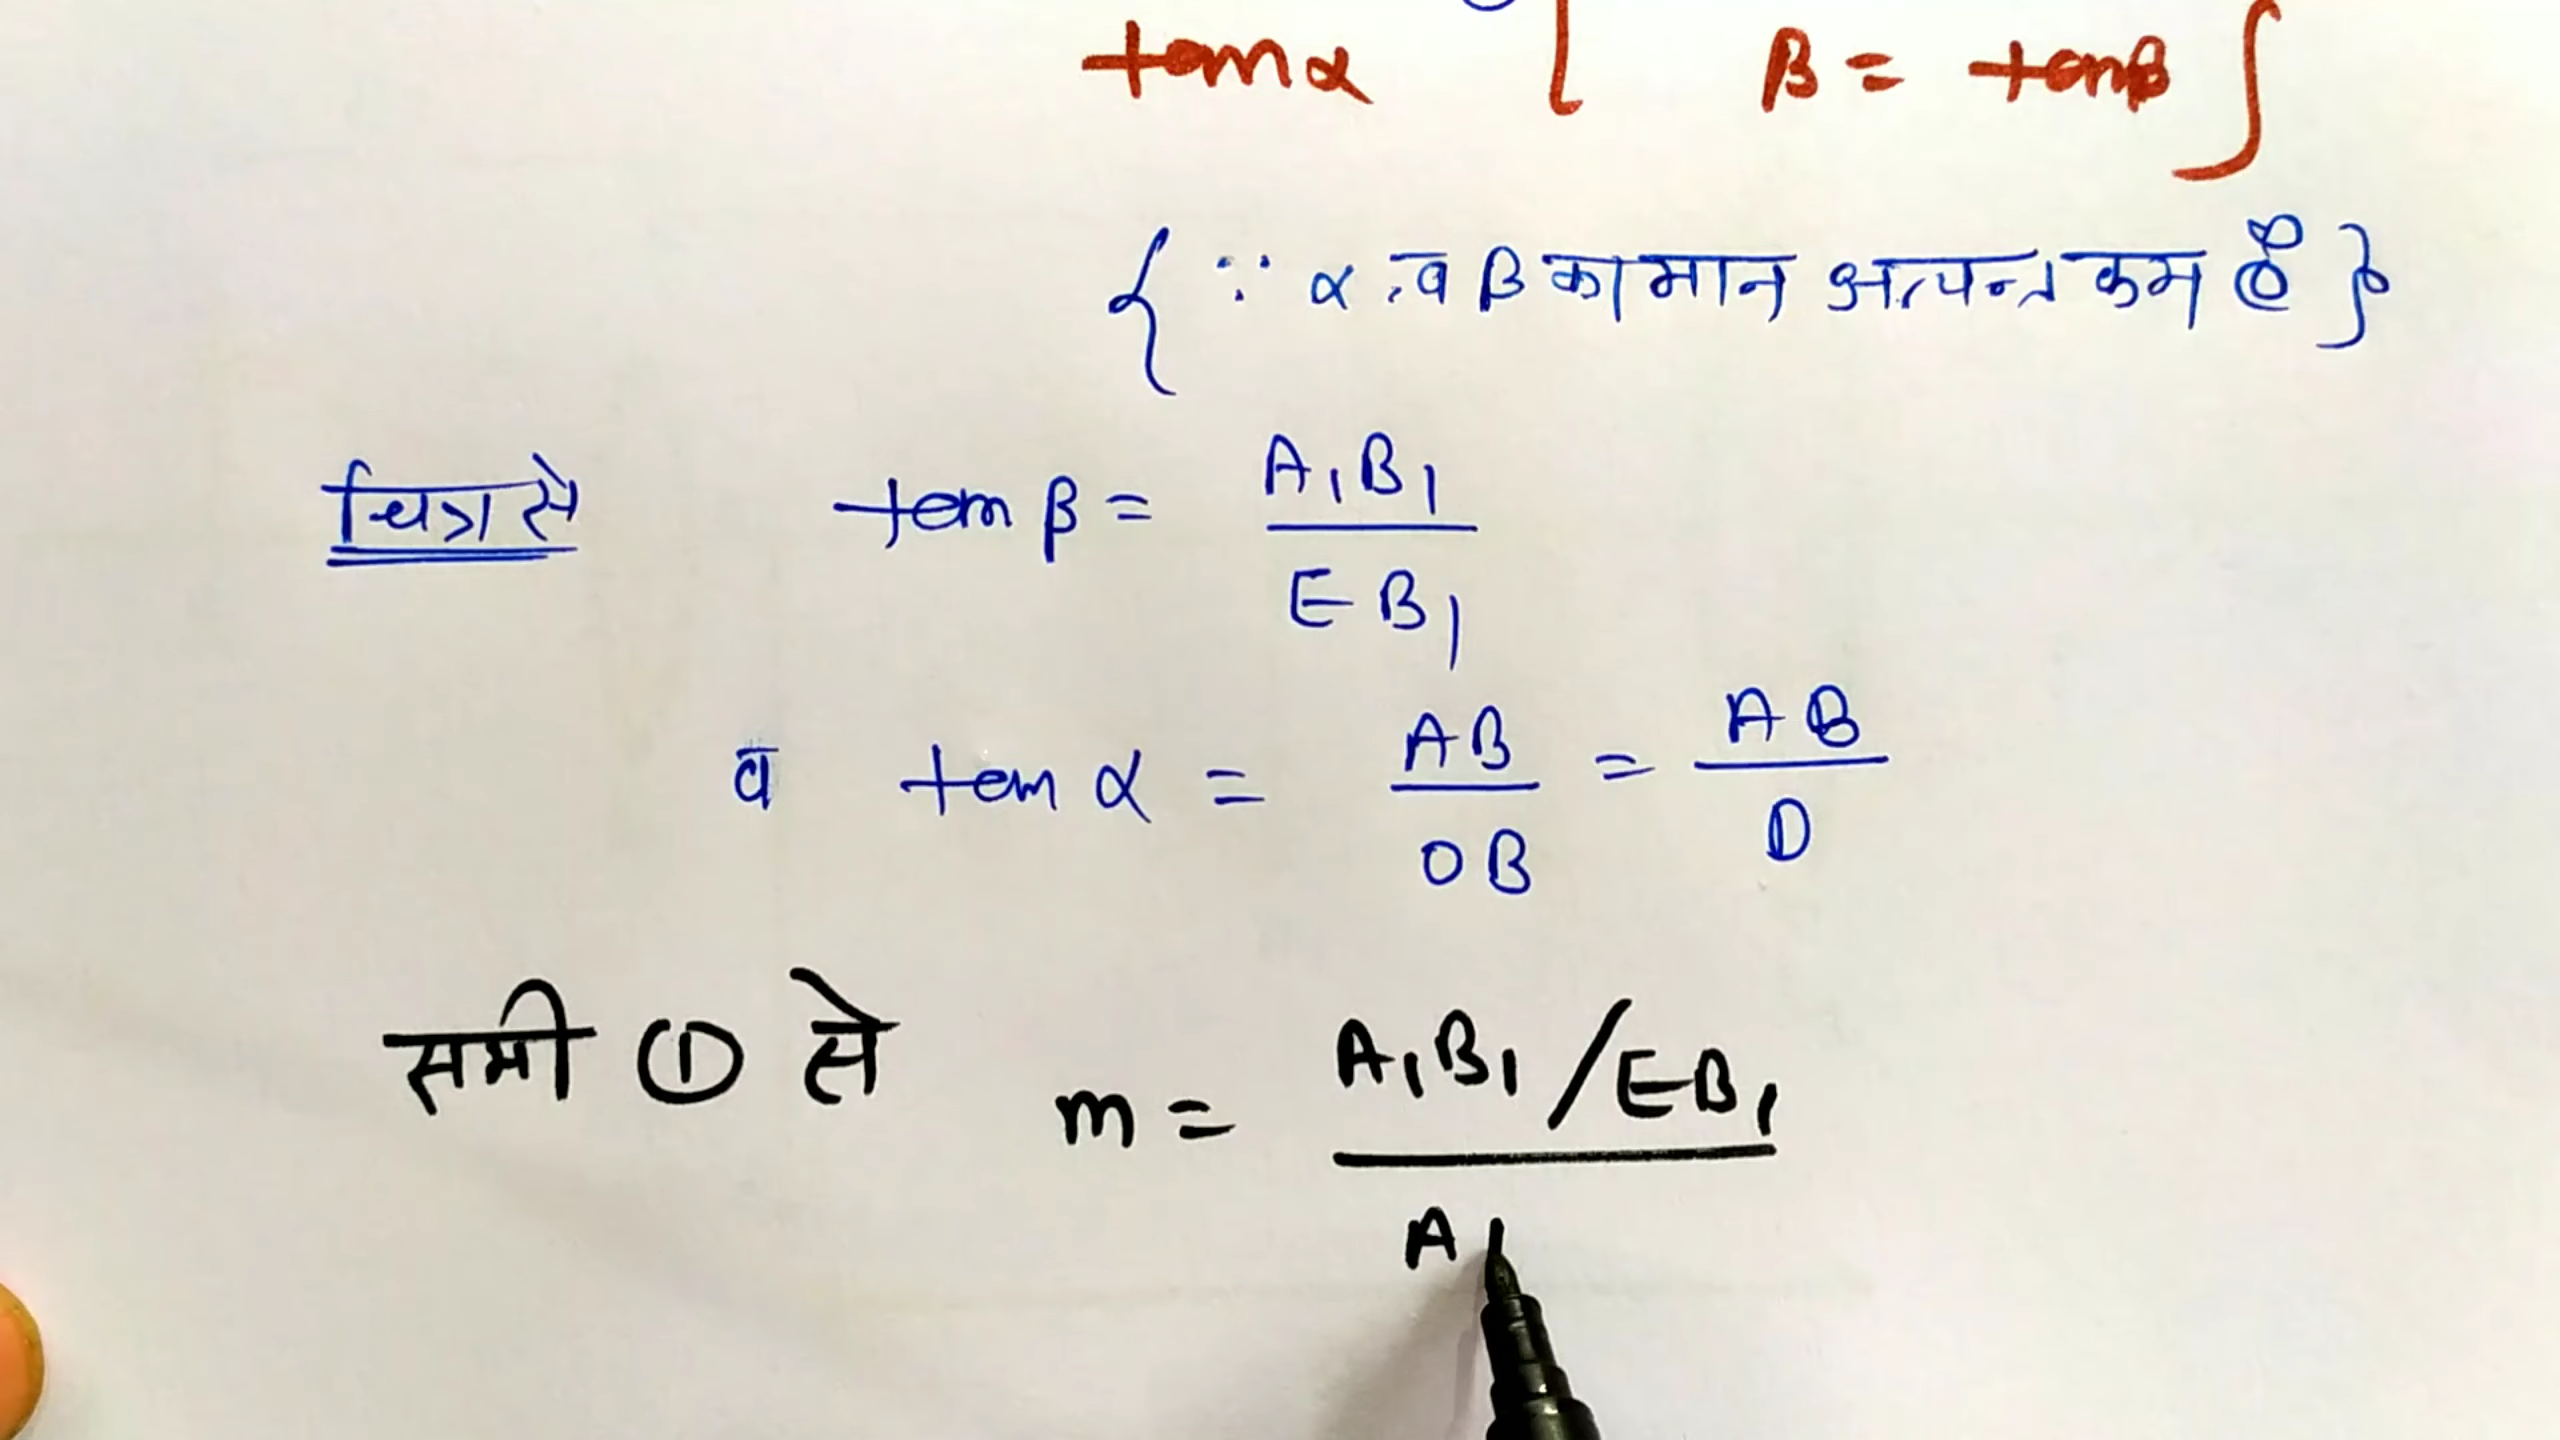 tanα β = tanβ
{ ∵ α व β का मान अत्यन्त कम है }
चित्र से tan β = A₁B₁ / EB₁
व tan α = AB / OB = AB / D
समी ① से m = A₁B₁/EB₁
A